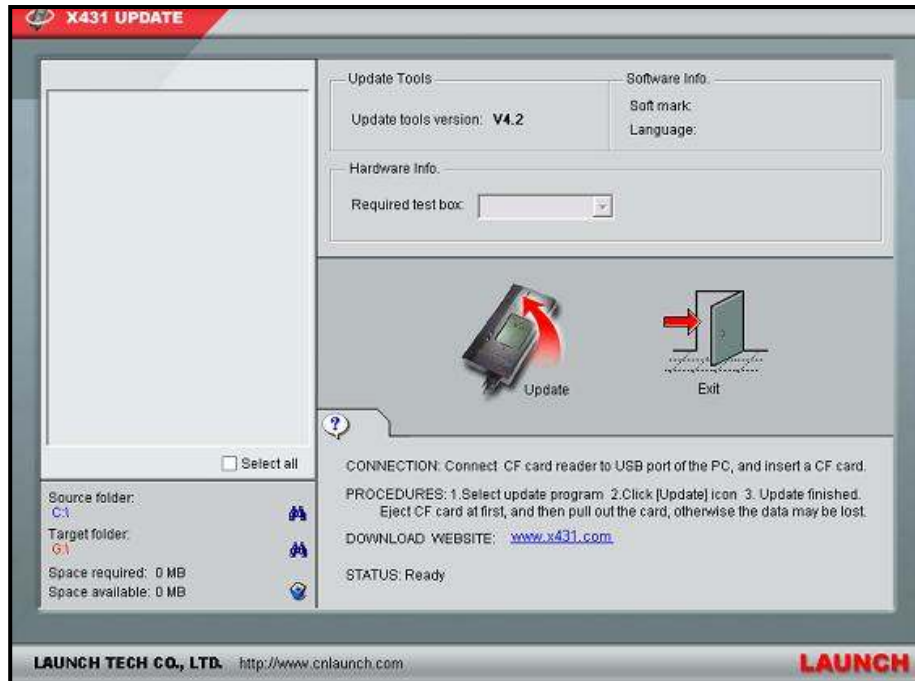 X431 UPDATE
Update Tools
Update tools version: V4.2
Software Info.
Soft mark:
Language:
Hardware Info.
Required test box:
Update
Exit
?
Select all
CONNECTION: Connect CF card reader to USB port of the PC, and insert a CF card.
PROCEDURES: 1.Select update program 2.Click [Update] icon 3. Update finished.
Eject CF card at first, and then pull out the card, otherwise the data may be lost.
DOWNLOAD WEBSITE: www.x431.com
STATUS: Ready
Source folder:
C:\
Target folder:
G:\
Space required: 0 MB
Space available: 0 MB
LAUNCH TECH CO., LTD. http://www.cnlaunch.com
LAUNCH